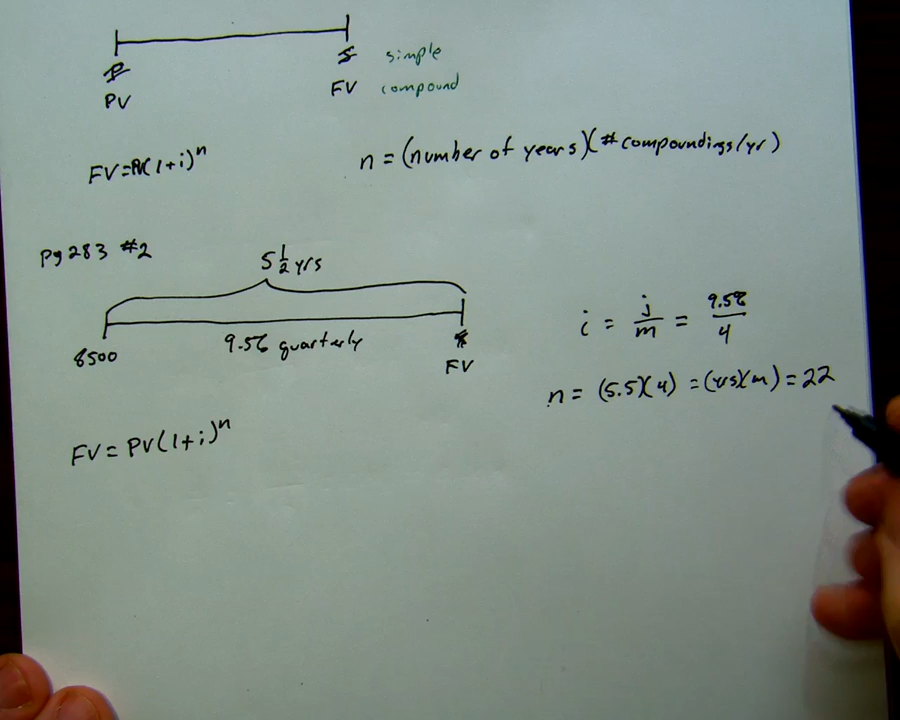 simple
PV FV compound
FV=PV(1+i)^n n = (number of years)(# compoundings/yr)
Pg 283 #2
5 1/2 yrs
8500 9.5% quarterly FV
i = j/m = 9.5%/4
n = (5.5)(4) = (yrs)(m) = 22
FV = PV(1+i)^n